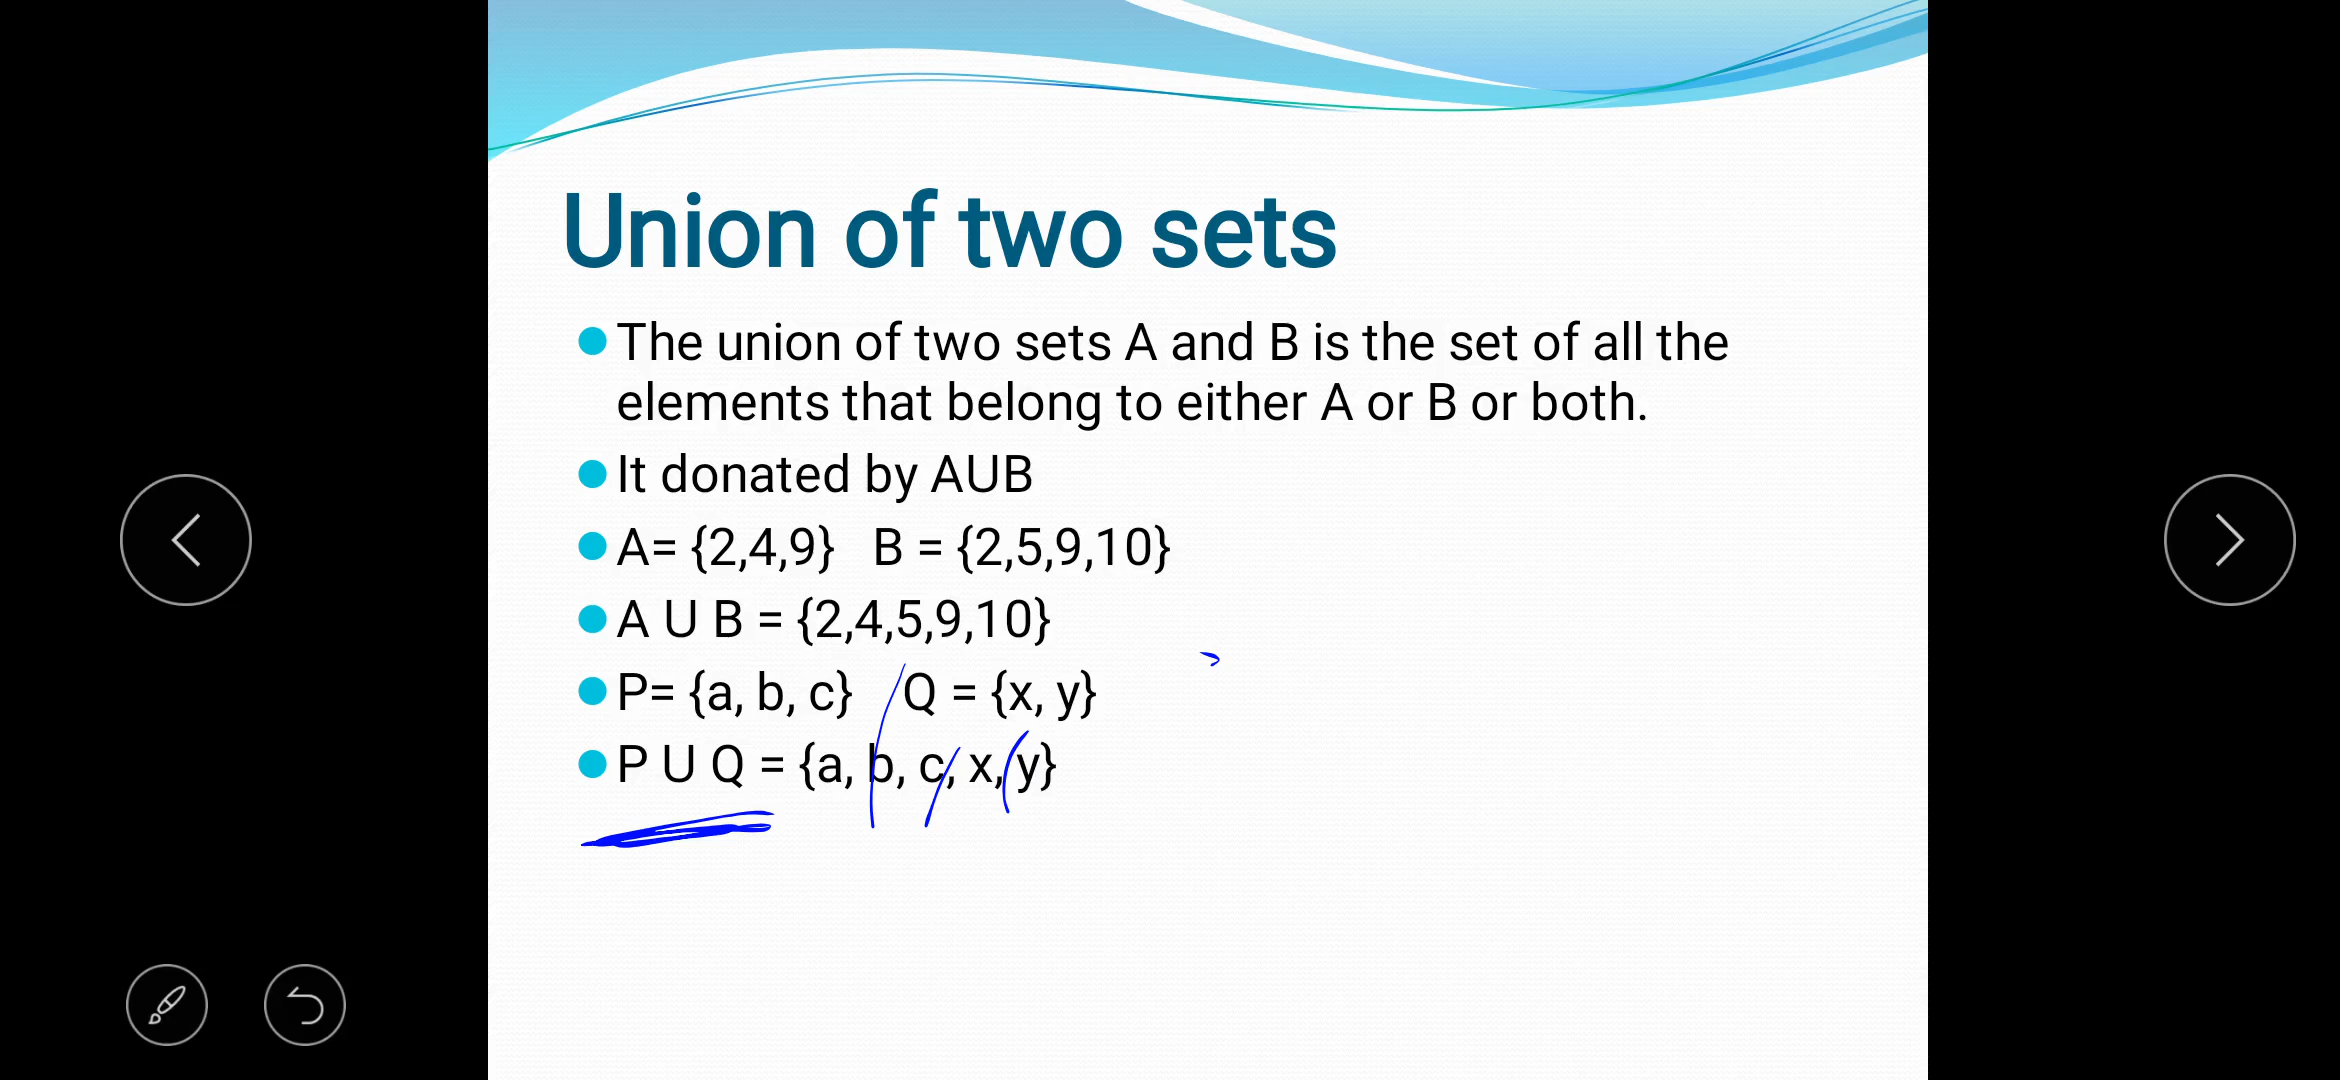 Union of two sets
The union of two sets A and B is the set of all the
elements that belong to either A or B or both.
It donated by AUB
A= {2,4,9} B = {2,5,9,10}
A U B = {2,4,5,9,10}
P= {a, b, c} Q = {x, y}
P U Q = {a, b, c, x, y}